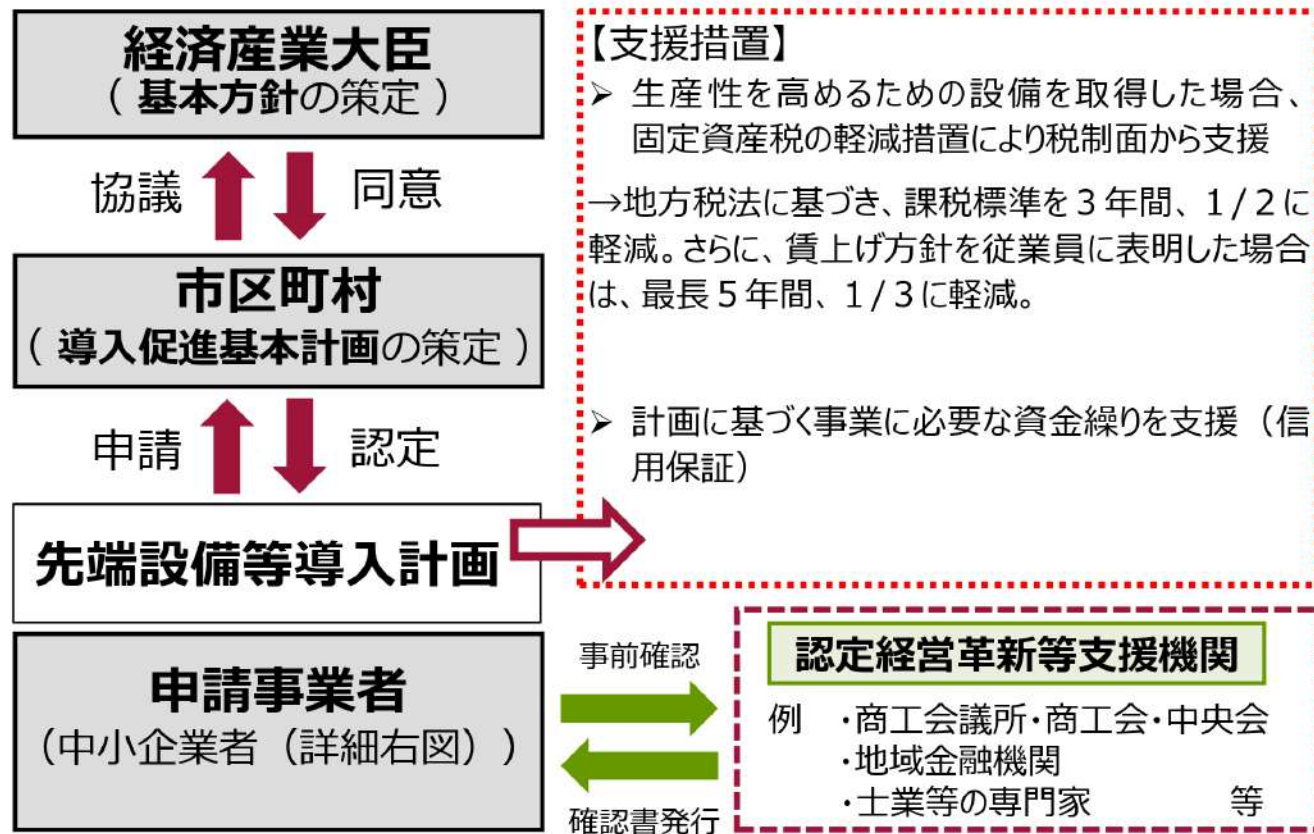 経済産業大臣
（ 基本方針の策定 ）
協議
同意
市区町村
（ 導入促進基本計画の策定 ）
申請
認定
先端設備等導入計画
申請事業者
（中小企業者（詳細右図））
【支援措置】
➢ 生産性を高めるための設備を取得した場合、
固定資産税の軽減措置により税制面から支援
→地方税法に基づき、課税標準を３年間、１/２に
軽減。さらに、賃上げ方針を従業員に表明した場合
は、最長５年間、１/３に軽減。
➢ 計画に基づく事業に必要な資金繰りを支援（信
用保証）
事前確認
確認書発行
認定経営革新等支援機関
例 ・商工会議所・商工会・中央会
・地域金融機関
・士業等の専門家 等